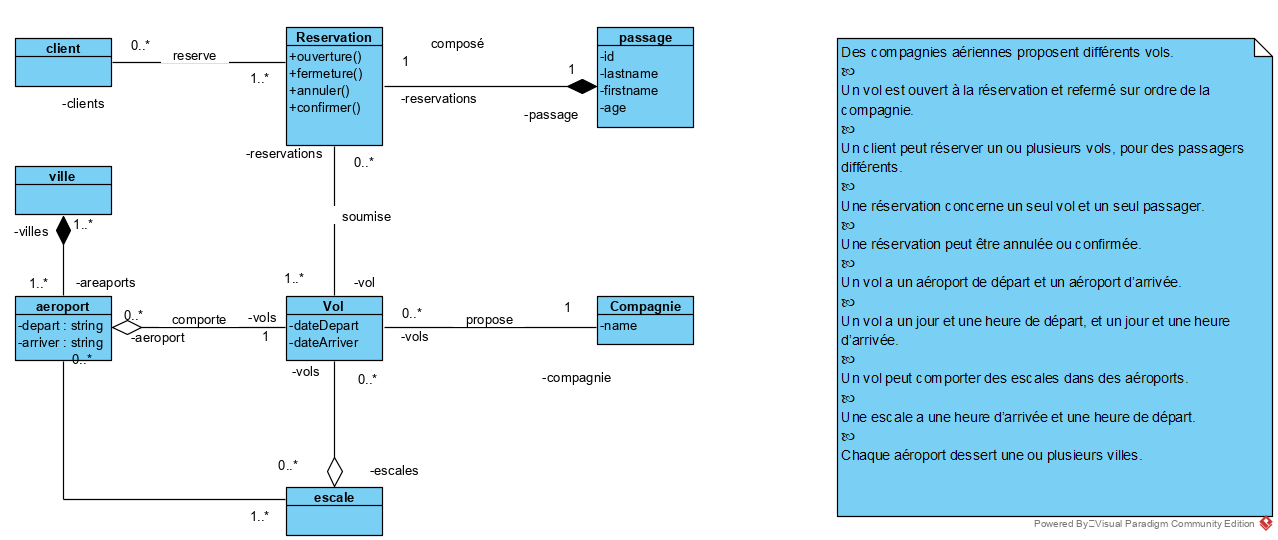 client
0..*
reserve
1..*
-clients
Reservation
+ouverture()
+fermeture()
+annuler()
+confirmer()
composé
1
1
-reservations
-passage
passage
-id
-lastname
-firstname
-age
-reservations
0..*
soumise
1..*
-vol
ville
1..*
-villes
1..*
-areaports
aeroport
-depart : string
-arriver : string
0..*
0..*
comporte
-aeroport
-vols
1
Vol
-dateDepart
-dateArriver
0..*
propose
1
-vols
-compagnie
Compagnie
-name
-vols
0..*
0..*
-escales
escale
1..*
Des compagnies aériennes proposent différents vols.
Un vol est ouvert à la réservation et refermé sur ordre de la
compagnie.
Un client peut réserver un ou plusieurs vols, pour des passagers
différents.
Une réservation concerne un seul vol et un seul passager.
Une réservation peut être annulée ou confirmée.
Un vol a un aéroport de départ et un aéroport d'arrivée.
Un vol a un jour et une heure de départ, et un jour et une heure
d'arrivée.
Un vol peut comporter des escales dans des aéroports.
Une escale a une heure d'arrivée et une heure de départ.
Chaque aéroport dessert une ou plusieurs villes.
Powered By Visual Paradigm Community Edition